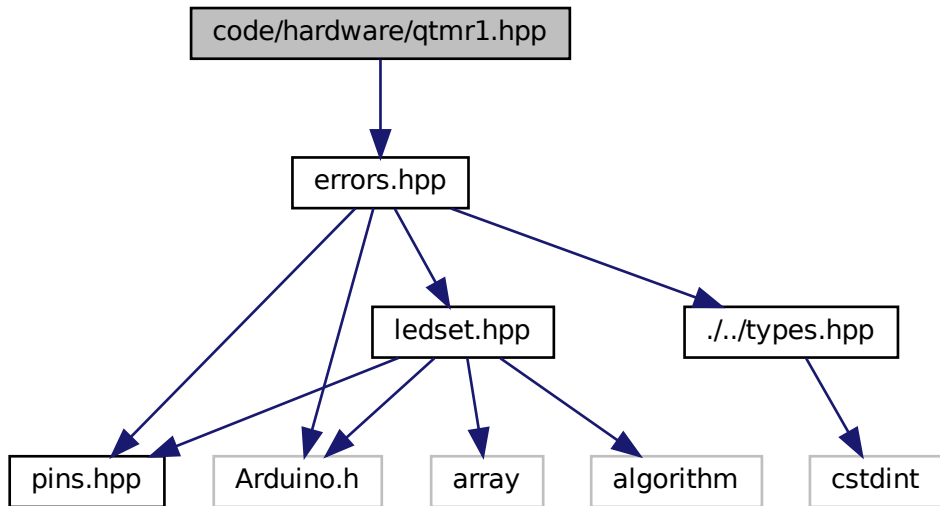 code/hardware/qtmr1.hpp
errors.hpp
ledset.hpp
./../types.hpp
pins.hpp
Arduino.h
array
algorithm
cstdint